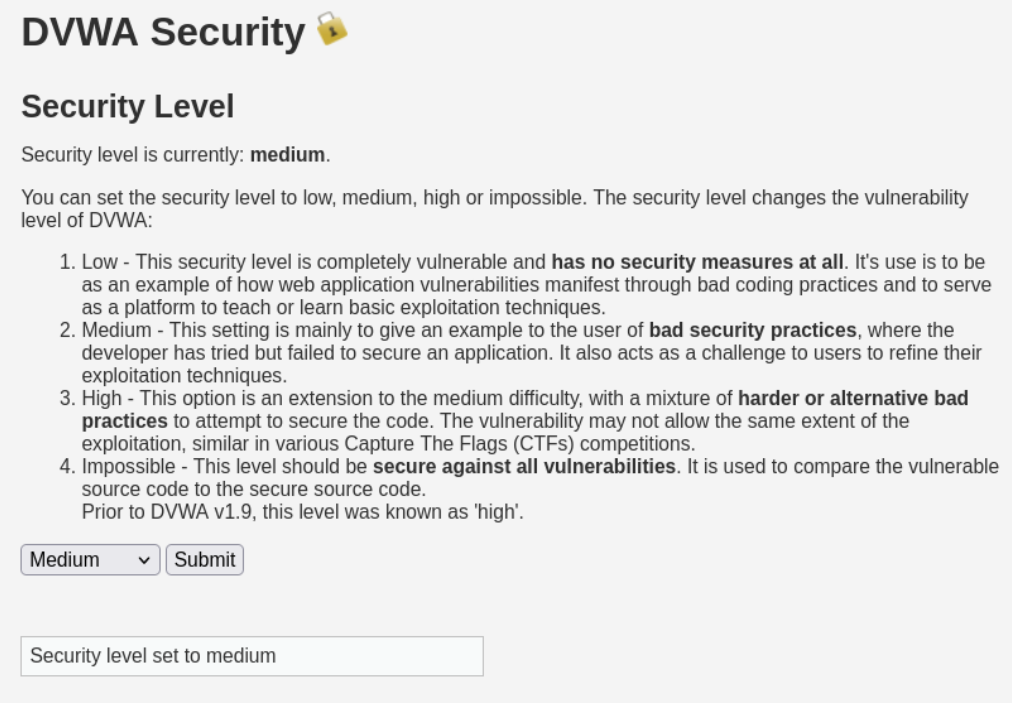 DVWA Security
Security Level
Security level is currently: medium.
You can set the security level to low, medium, high or impossible. The security level changes the vulnerability
level of DVWA:
1. Low - This security level is completely vulnerable and has no security measures at all. It's use is to be
as an example of how web application vulnerabilities manifest through bad coding practices and to serve
as a platform to teach or learn basic exploitation techniques.
2. Medium - This setting is mainly to give an example to the user of bad security practices, where the
developer has tried but failed to secure an application. It also acts as a challenge to users to refine their
exploitation techniques.
3. High - This option is an extension to the medium difficulty, with a mixture of harder or alternative bad
practices to attempt to secure the code. The vulnerability may not allow the same extent of the
exploitation, similar in various Capture The Flags (CTFs) competitions.
4. Impossible - This level should be secure against all vulnerabilities. It is used to compare the vulnerable
source code to the secure source code.
Prior to DVWA v1.9, this level was known as 'high'.
Medium Submit
Security level set to medium